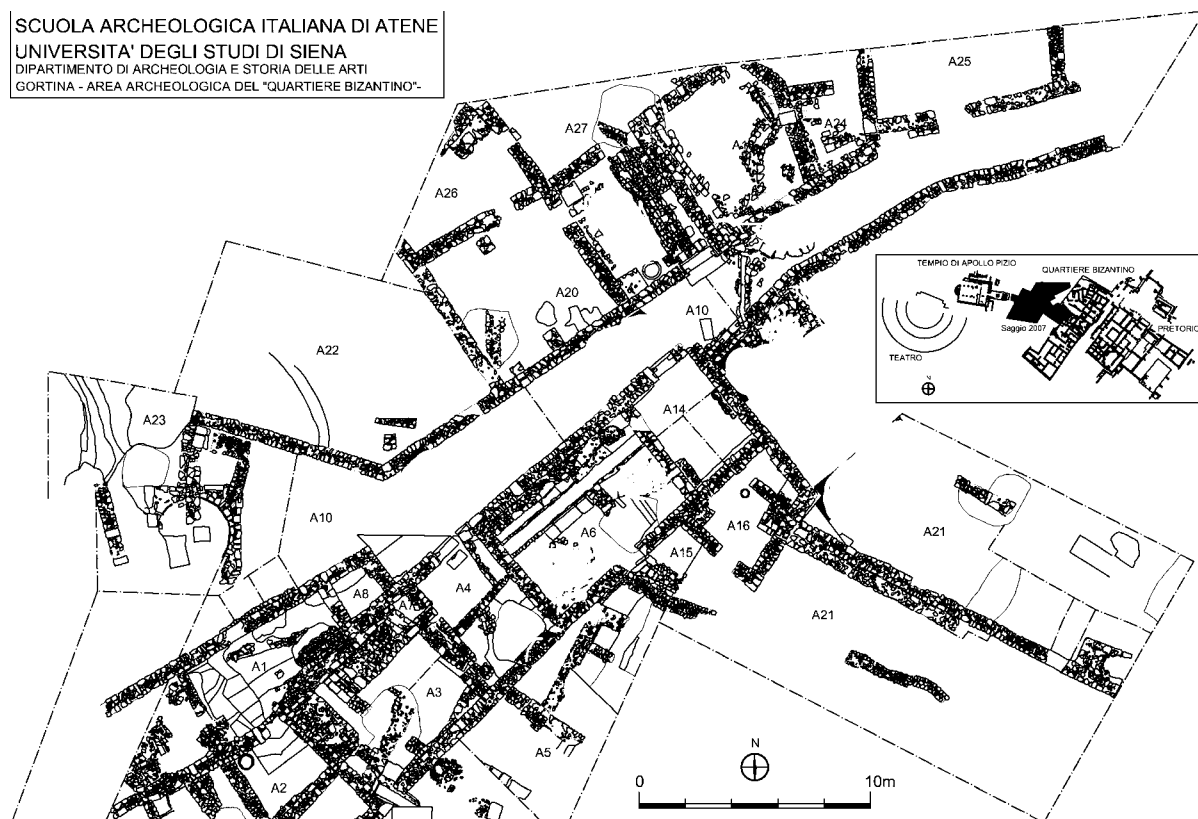 SCUOLA ARCHEOLOGICA ITALIANA DI ATENE
UNIVERSITA' DEGLI STUDI DI SIENA
DIPARTIMENTO DI ARCHEOLOGIA E STORIA DELLE ARTI
GORTINA - AREA ARCHEOLOGICA DEL "QUARTIERE BIZANTINO"-
A25
A27
A24
A26
A20
A10
A22
A23
A14
A10
A6
A16
A15
A21
A21
A8
A4
A1
A3
A5
A2
TEMPIO DI APOLLO PIZIO
QUARTIERE BIZANTINO
Saggio 2007
PRETORIO
TEATRO
N
N
0 10m